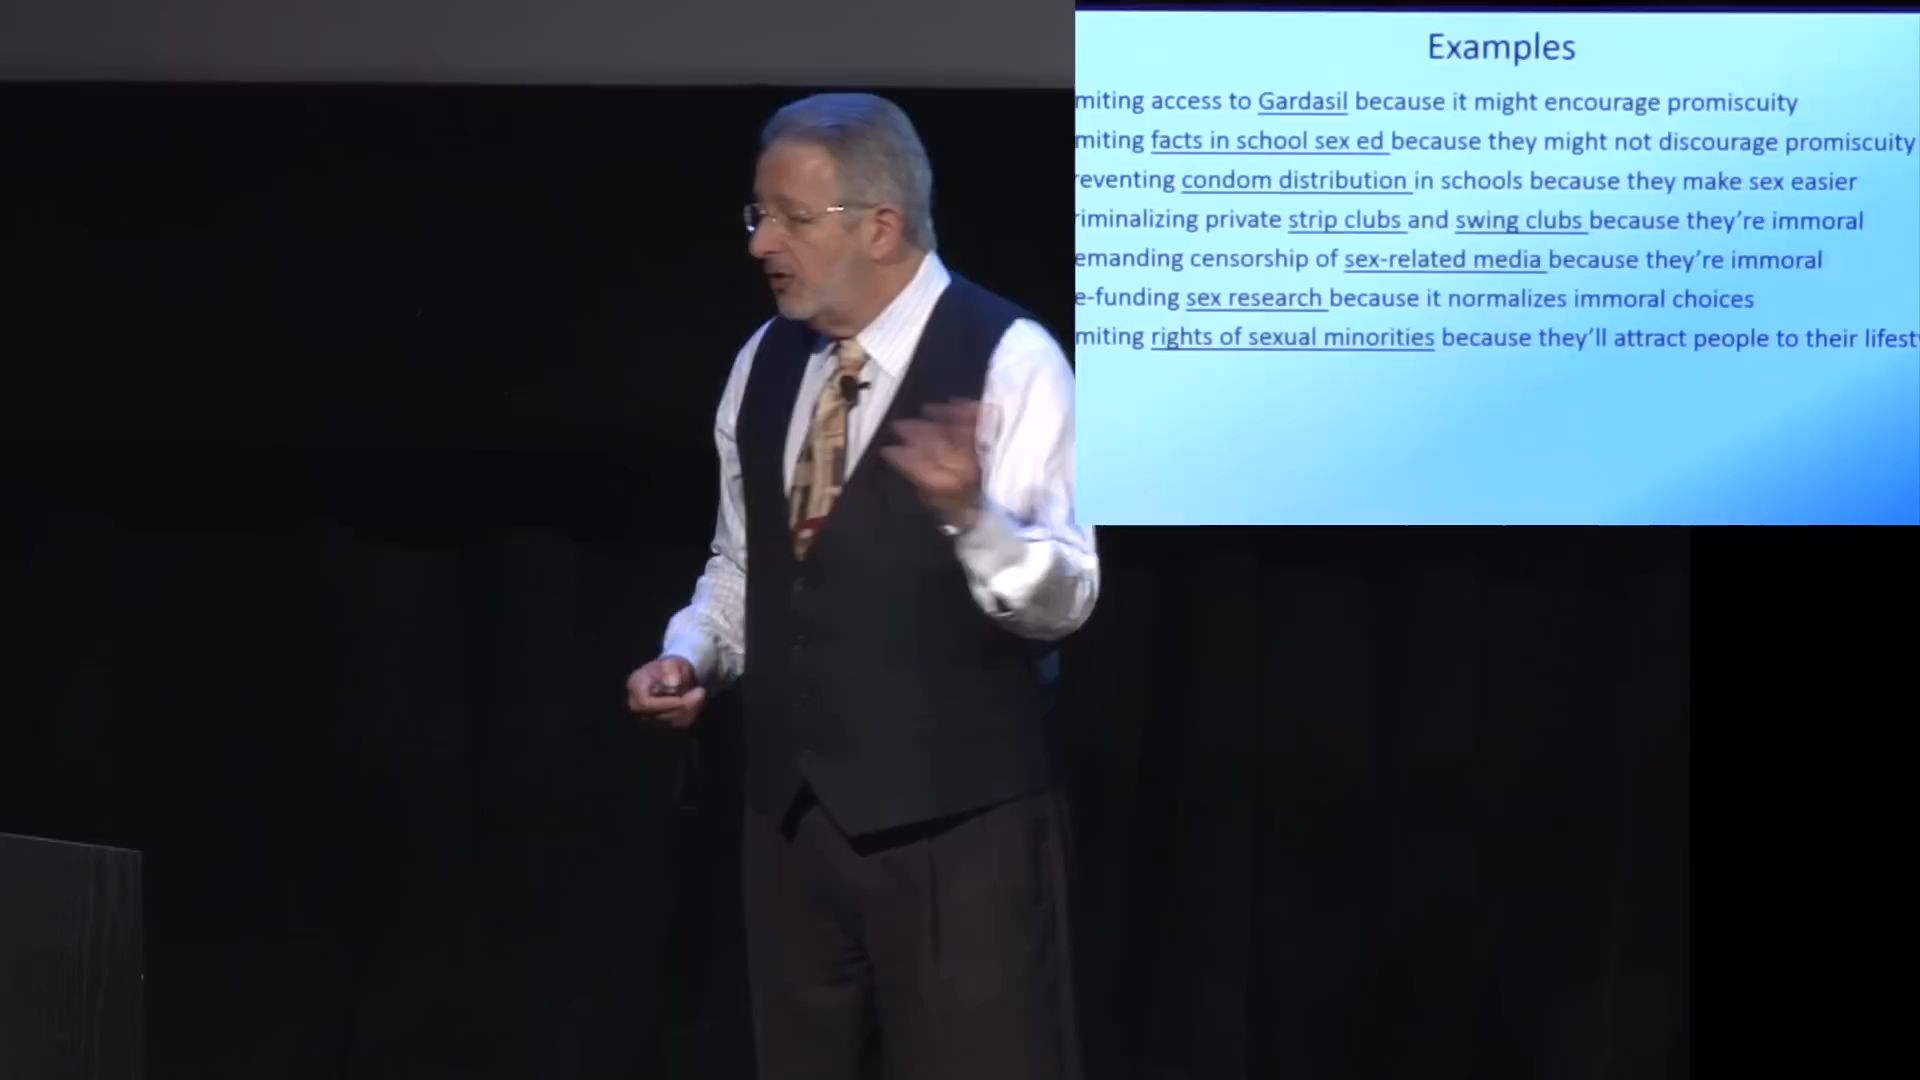 Examples
miting access to Gardasil because it might encourage promiscuity
miting facts in school sex ed because they might not discourage promiscuity
reventing condom distribution in schools because they make sex easier
riminalizing private strip clubs and swing clubs because they're immoral
emanding censorship of sex-related media because they're immoral
e-funding sex research because it normalizes immoral choices
miting rights of sexual minorities because they'll attract people to their lifest